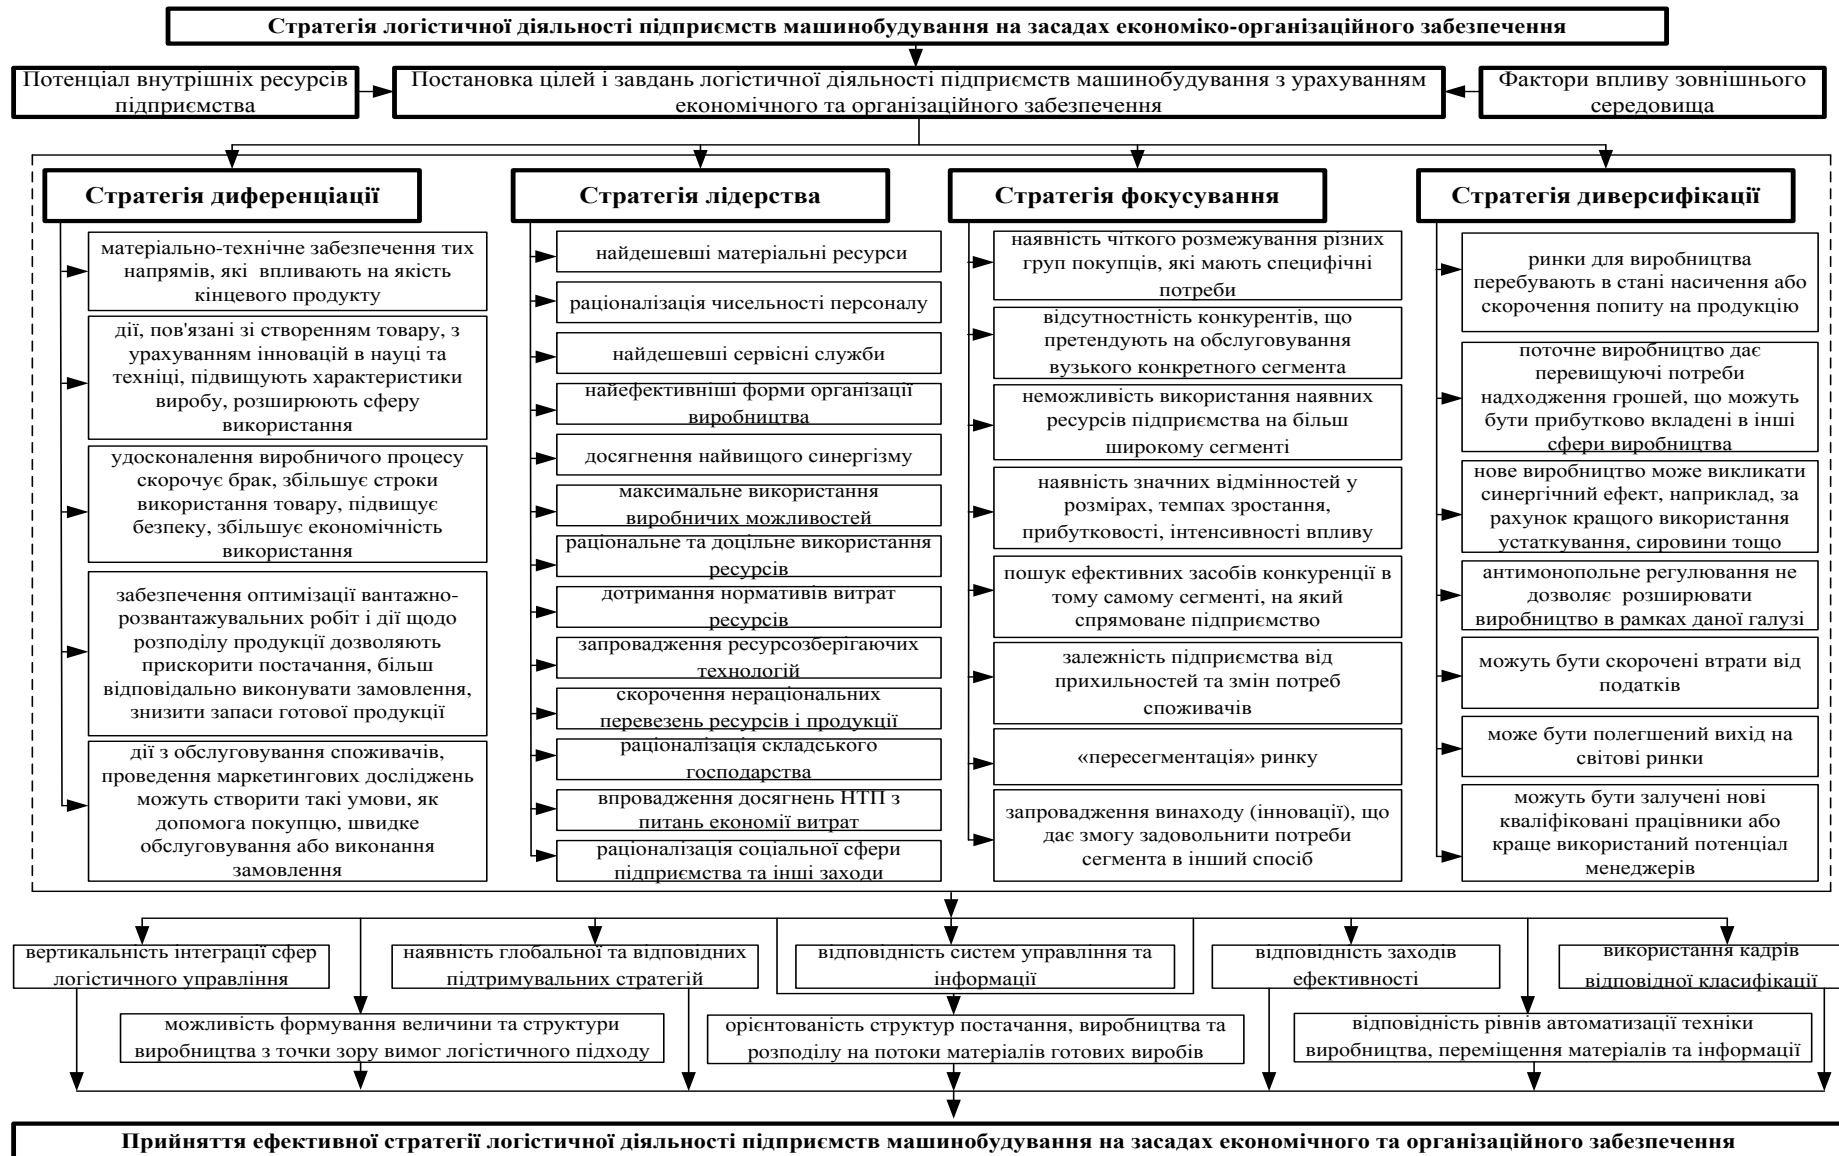 Стратегія логістичної діяльності підприємств машинобудування на засадах економіко-організаційного забезпечення
Потенціал внутрішніх ресурсів
підприємства
Постановка цілей і завдань логістичної діяльності підприємств машинобудування з урахуванням
економічного та організаційного забезпечення
Фактори впливу зовнішнього
середовища
Стратегія диференціації
матеріально-технічне забезпечення тих
напрямів, які впливають на якість
кінцевого продукту
дії, пов'язані зі створенням товару, з
урахуванням інновацій в науці та
техніці, підвищують характеристики
виробу, розширюють сферу
використання
удосконалення виробничого процесу
скорочує брак, збільшує строки
використання товару, підвищує
безпеку, збільшує економічність
використання
забезпечення оптимізації вантажно-
розвантажувальних робіт і дії щодо
розподілу продукції дозволяють
прискорити постачання, більш
відповідально виконувати замовлення,
знизити запаси готової продукції
дії з обслуговування споживачів,
проведення маркетингових досліджень
можуть створити такі умови, як
допомога покупцю, швидке
обслуговування або виконання
замовлення
Стратегія лідерства
найдешевші матеріальні ресурси
раціоналізація чисельності персоналу
найдешевші сервісні служби
найефективніші форми організації
виробництва
досягнення найвищого синергізму
максимальне використання
виробничих можливостей
раціональне та доцільне використання
ресурсів
дотримання нормативів витрат
ресурсів
запровадження ресурсозберігаючих
технологій
скорочення нераціональних
перевезень ресурсів і продукції
раціоналізація складського
господарства
впровадження досягнень НТП з
питань економії витрат
раціоналізація соціальної сфери
підприємства та інші заходи
Стратегія фокусування
наявність чіткого розмежування різних
груп покупців, які мають специфічні
потреби
відсутностність конкурентів, що
претендують на обслуговування
вузького конкретного сегмента
неможливість використання наявних
ресурсів підприємства на більш
широкому сегменті
наявність значних відмінностей у
розмірах, темпах зростання,
прибутковості, інтенсивності впливу
пошук ефективних засобів конкуренції в
тому самому сегменті, на який
спрямоване підприємство
залежність підприємства від
прихильностей та змін потреб
споживачів
«пересегментація» ринку
запровадження винаходу (інновації), що
дає змогу задовольнити потреби
сегмента в інший спосіб
Стратегія диверсифікації
ринки для виробництва
перебувають в стані насичення або
скорочення попиту на продукцію
поточне виробництво дає
перевищуючі потреби
надходження грошей, що можуть
бути прибутково вкладені в інші
сфери виробництва
нове виробництво може викликати
синергічний ефект, наприклад, за
рахунок кращого використання
устаткування, сировини тощо
антимонопольне регулювання не
дозволяє розширювати
виробництво в рамках даної галузі
можуть бути скорочені втрати від
податків
може бути полегшений вихід на
світові ринки
можуть бути залучені нові
кваліфіковані працівники або
краще використаний потенціал
менеджерів
вертикальність інтеграції сфер
логістичного управління
наявність глобальної та відповідних
підтримувальних стратегій
відповідність систем управління та
інформації
відповідність заходів
ефективності
використання кадрів
відповідної класифікації
можливість формування величини та структури
виробництва з точки зору вимог логістичного підходу
орієнтованість структур постачання, виробництва та
розподілу на потоки матеріалів готових виробів
відповідність рівнів автоматизації техніки
виробництва, переміщення матеріалів та інформації
Прийняття ефективної стратегії логістичної діяльності підприємств машинобудування на засадах економічного та організаційного забезпечення